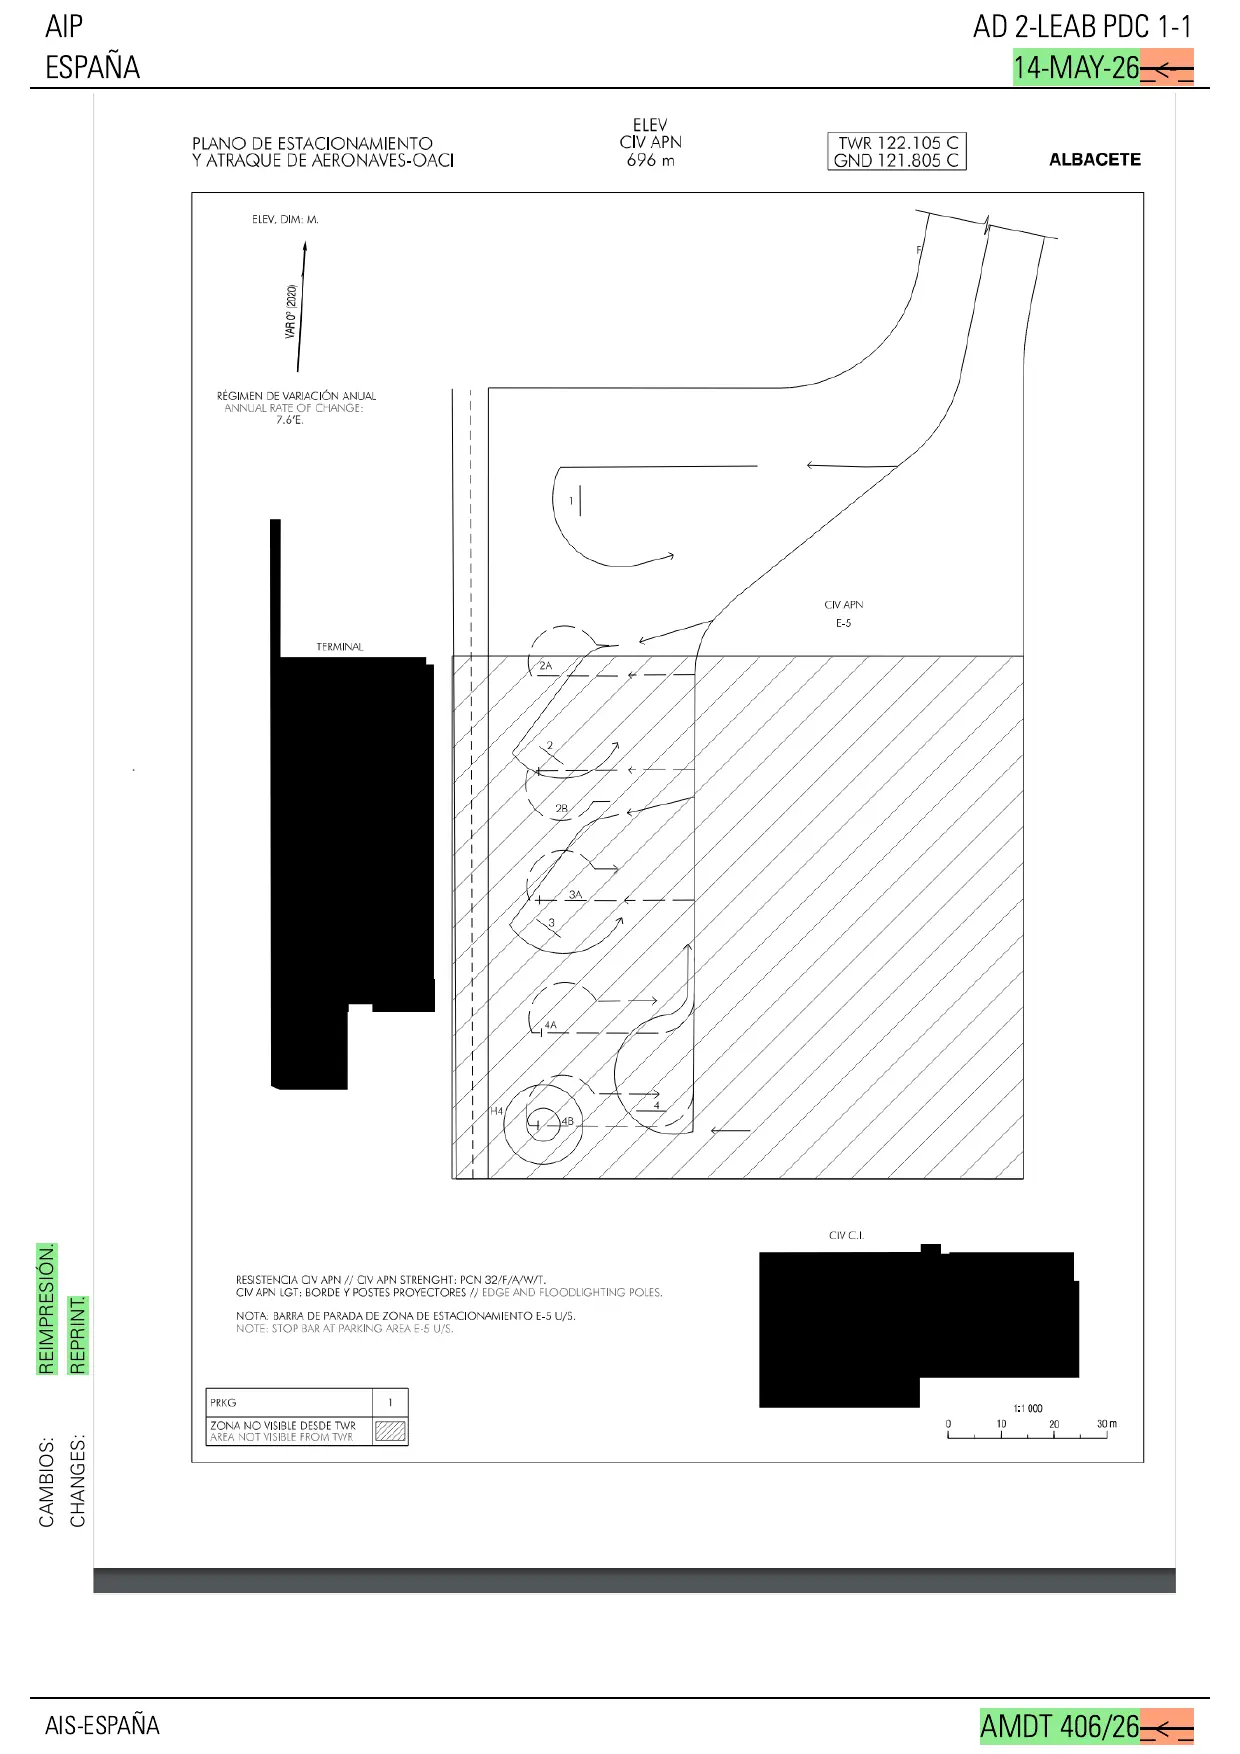 AIP
ESPAÑA
AD 2-LEAB PDC 1-1
14-MAY-26
PLANO DE ESTACIONAMIENTO
Y ATRAQUE DE AERONAVES-OACI
ELEV
CIV APN
696 m
TWR 122.105 C
GND 121.805 C
ALBACETE
ELEV, DIM: M.
VAR 0° (2020)
RÉGIMEN DE VARIACIÓN ANUAL
ANNUAL RATE OF CHANGE:
7.6'E.
F
1
CIV APN
E-5
TERMINAL
2A
2
2B
3A
3
4A
4
H4
4B
CIV C.I.
RESISTENCIA CIV APN // CIV APN STRENGHT: PCN 32/F/A/W/T.
CIV APN LGT: BORDE Y POSTES PROYECTORES // EDGE AND FLOODLIGHTING POLES.
NOTA: BARRA DE PARADA DE ZONA DE ESTACIONAMIENTO E-5 U/S.
NOTE: STOP BAR AT PARKING AREA E-5 U/S.
PRKG 1
ZONA NO VISIBLE DESDE TWR
AREA NOT VISIBLE FROM TWR
1:1 000
0 10 20 30 m
CAMBIOS: REIMPRESIÓN.
CHANGES: REPRINT.
AIS-ESPAÑA
AMDT 406/26